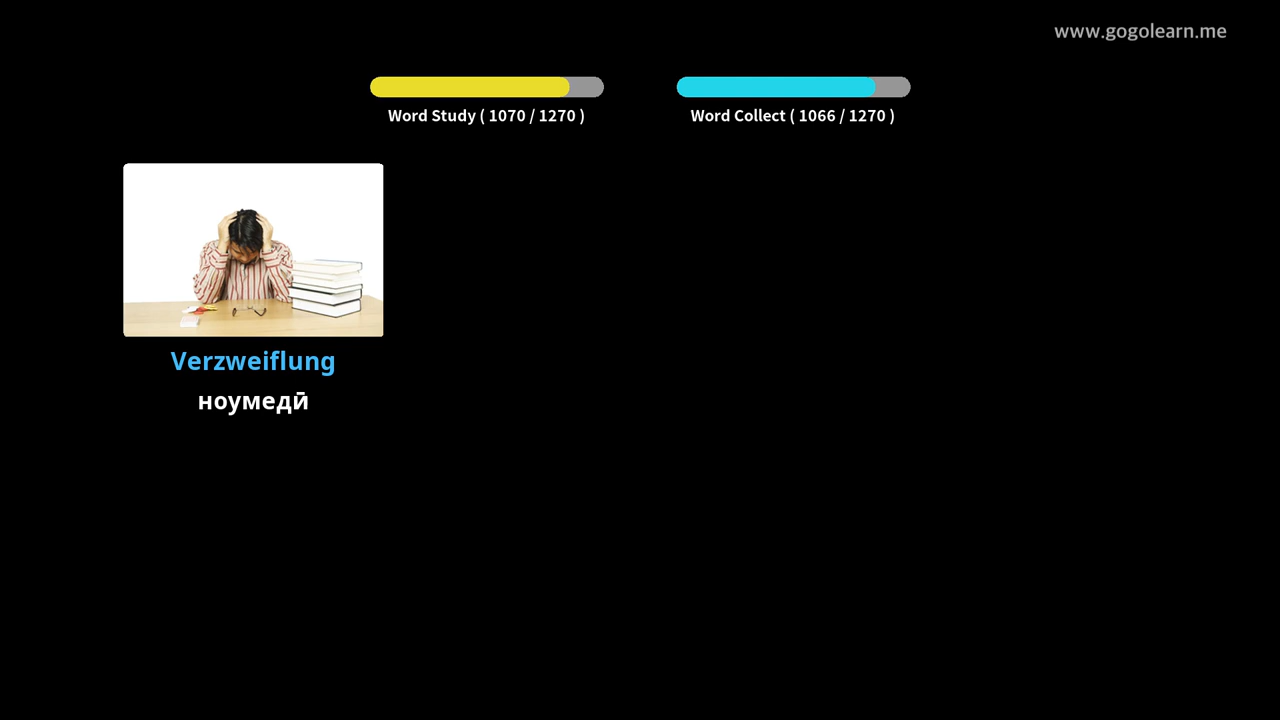 www.gogolearn.me
Word Study ( 1070 / 1270 )
Word Collect ( 1066 / 1270 )
Verzweiflung
ноумедӣ